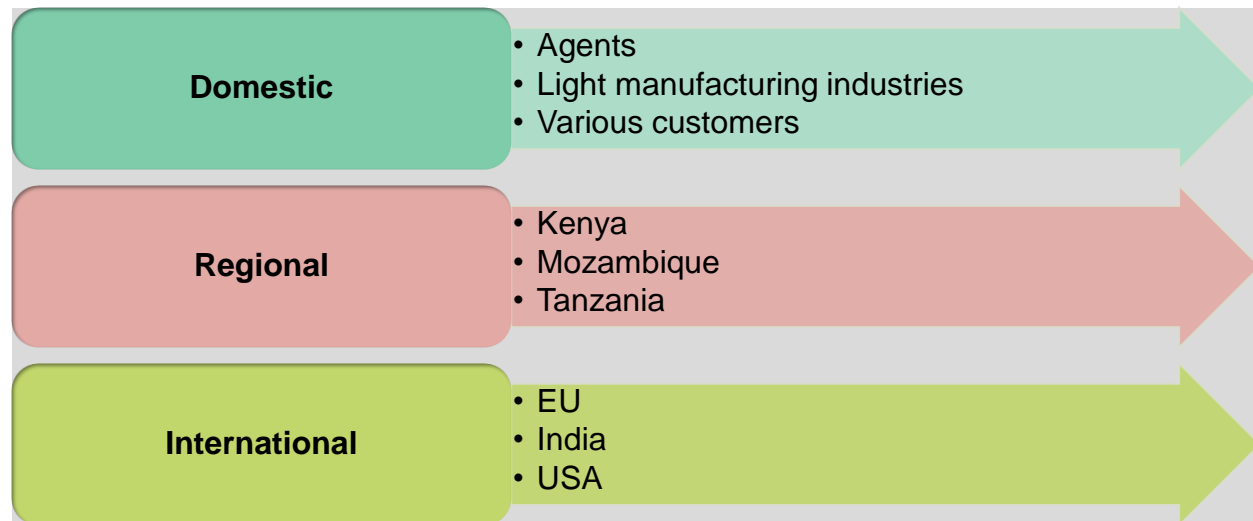 Domestic
• Agents
• Light manufacturing industries
• Various customers
Regional
• Kenya
• Mozambique
• Tanzania
International
• EU
• India
• USA